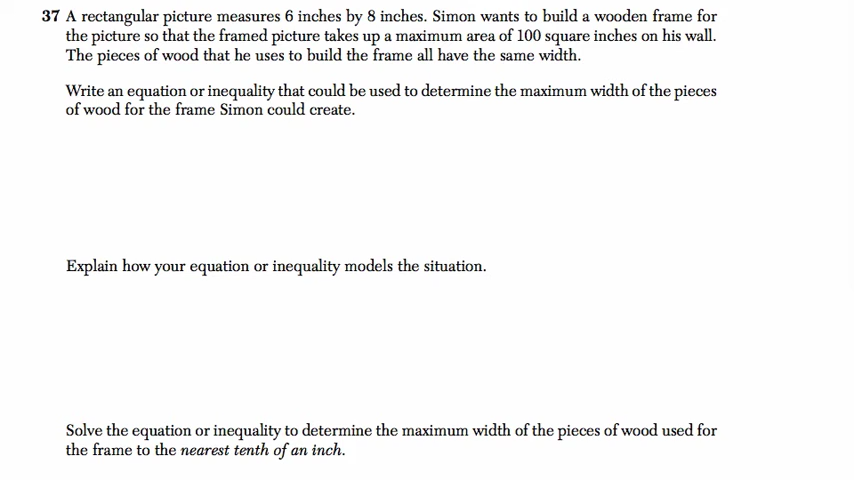 37 A rectangular picture measures 6 inches by 8 inches. Simon wants to build a wooden frame for
the picture so that the framed picture takes up a maximum area of 100 square inches on his wall.
The pieces of wood that he uses to build the frame all have the same width.
Write an equation or inequality that could be used to determine the maximum width of the pieces
of wood for the frame Simon could create.
Explain how your equation or inequality models the situation.
Solve the equation or inequality to determine the maximum width of the pieces of wood used for
the frame to the nearest tenth of an inch.